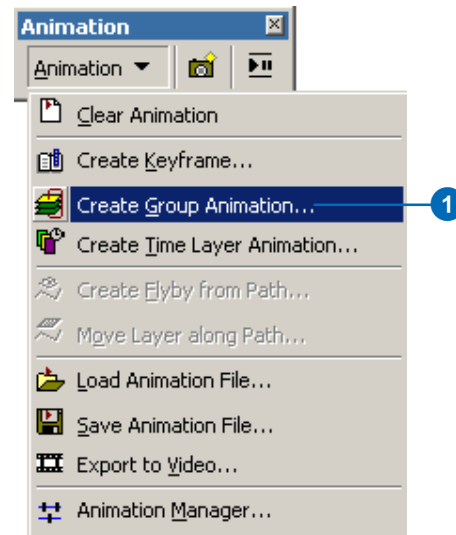 Animation
Animation
Clear Animation
Create Keyframe...
Create Group Animation...
1
Create Time Layer Animation...
Create Flyby from Path...
Move Layer along Path...
Load Animation File...
Save Animation File...
Export to Video...
Animation Manager...